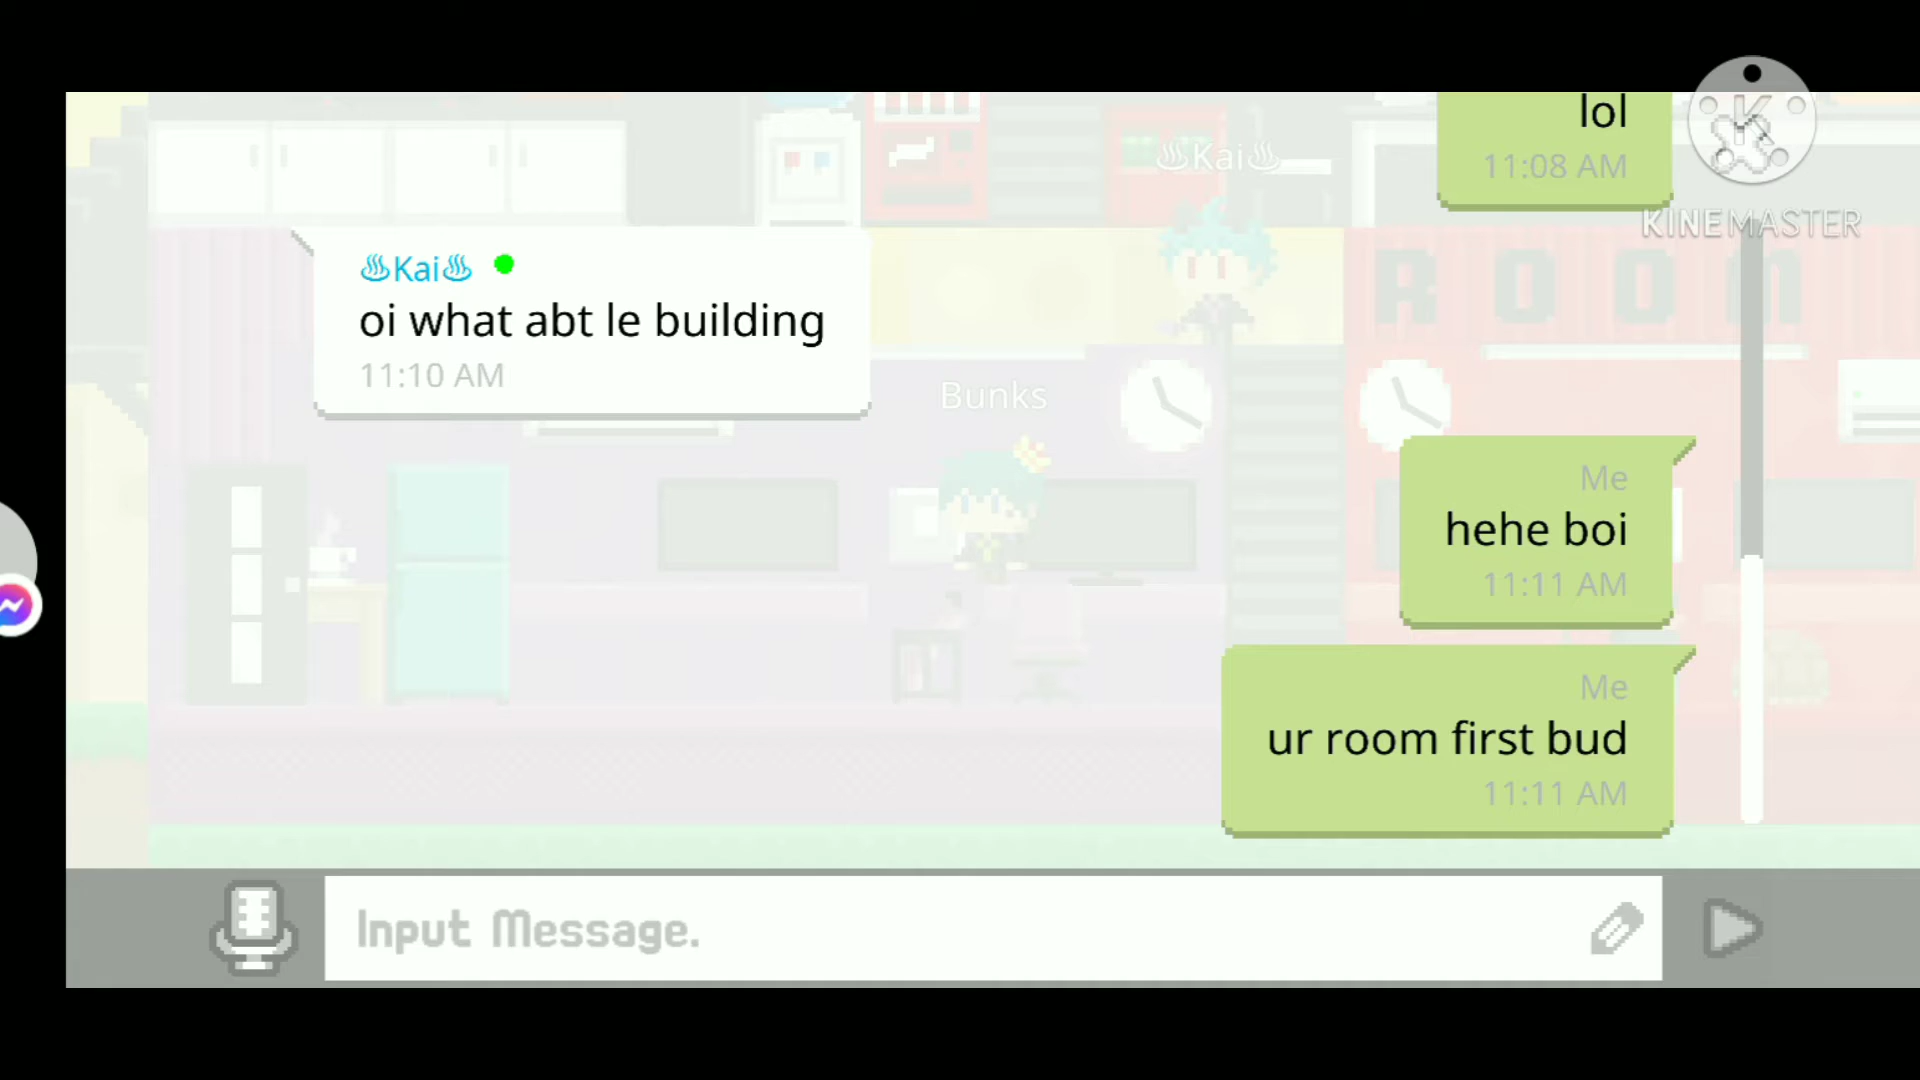 lol
11:08 AM
KINEMASTER
♨Kai♨
♨Kai♨
oi what abt le building
11:10 AM
ROOM
Bunks
Me
hehe boi
11:11 AM
Me
ur room first bud
11:11 AM
Input Message.